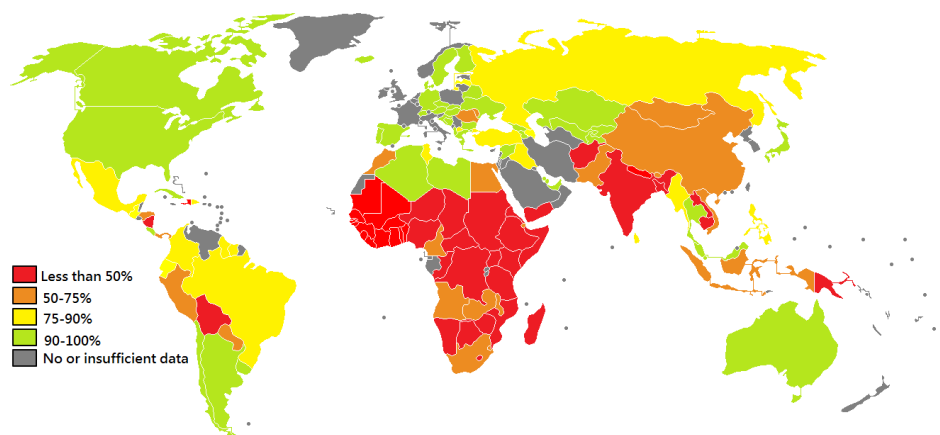 Less than 50%
50-75%
75-90%
90-100%
No or insufficient data